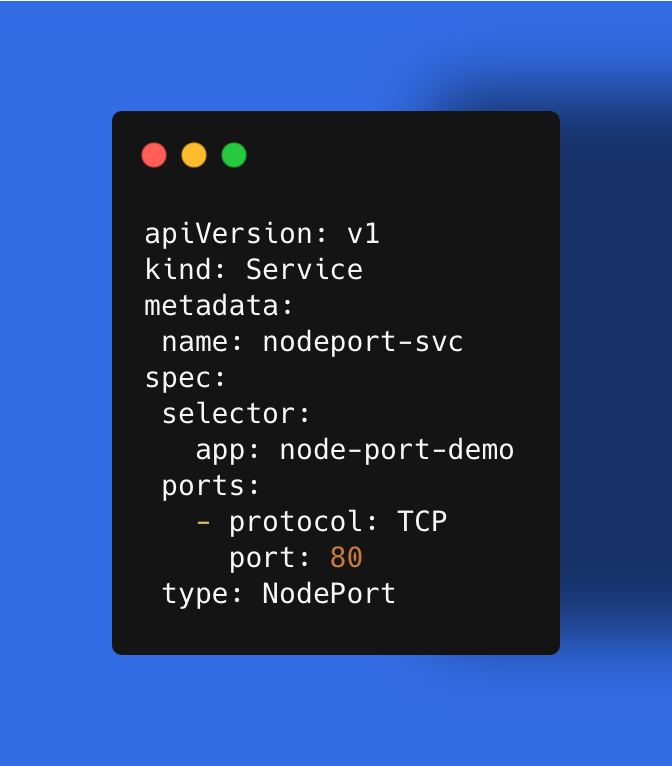 apiVersion: v1
kind: Service
metadata:
 name: nodeport-svc
spec:
 selector:
   app: node-port-demo
 ports:
   - protocol: TCP
     port: 80
 type: NodePort